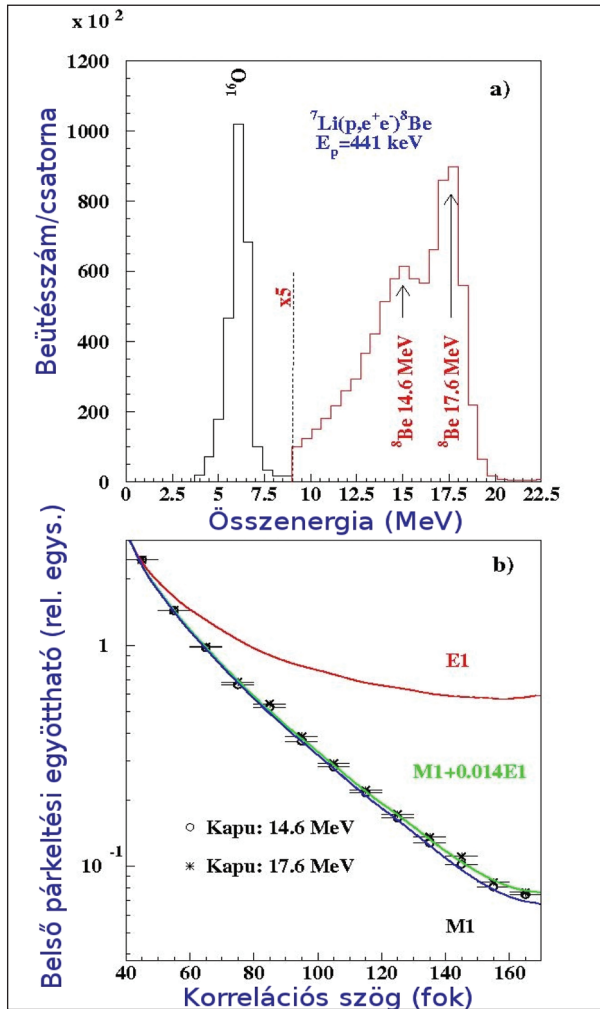 x 10 2
Beütésszám/csatorna
1200
1000
800
600
400
200
0
16O
a)
7Li(p,e+e-)8Be
Ep=441 keV
x5
8Be 14.6 MeV
8Be 17.6 MeV
0 2.5 5 7.5 10 12.5 15 17.5 20 22.5
Összenergia (MeV)
Belső párkeltési együttható (rel. egys.)
b)
1
10 -1
E1
M1+0.014E1
Kapu: 14.6 MeV
Kapu: 17.6 MeV
M1
40 60 80 100 120 140 160
Korrelációs szög (fok)